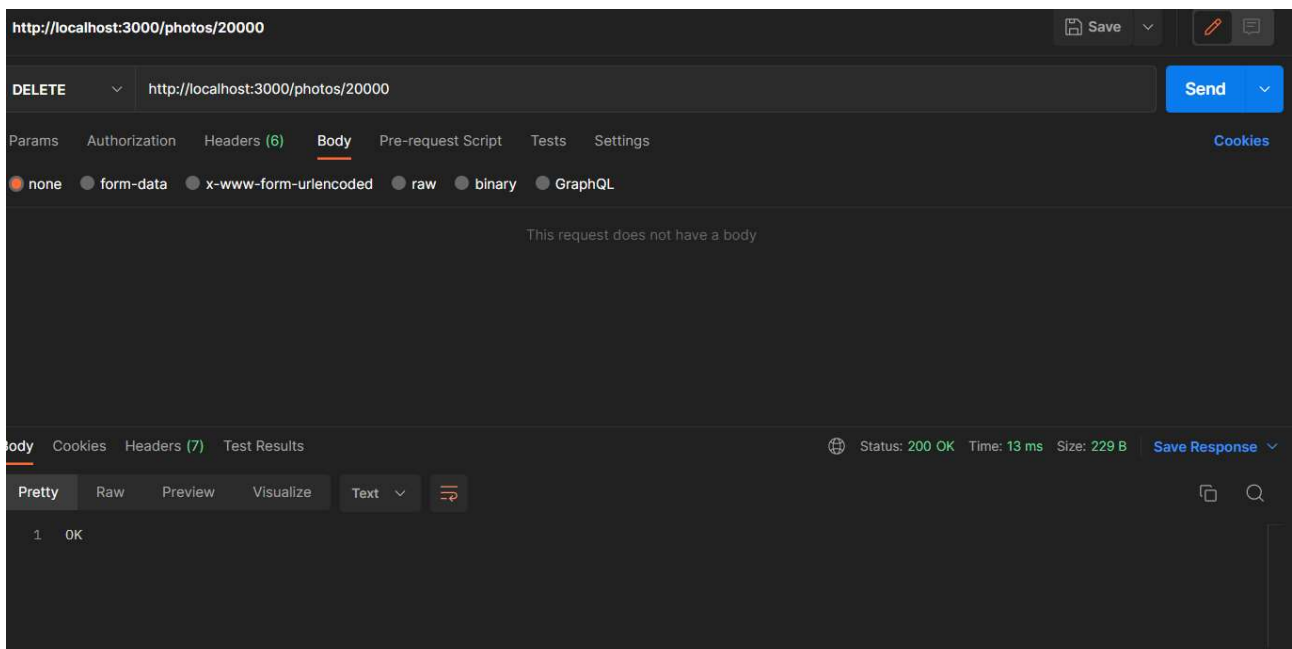 http://localhost:3000/photos/20000 Save
DELETE http://localhost:3000/photos/20000 Send
Params Authorization Headers (6) Body Pre-request Script Tests Settings Cookies
none form-data x-www-form-urlencoded raw binary GraphQL
This request does not have a body
Body Cookies Headers (7) Test Results Status: 200 OK Time: 13 ms Size: 229 B Save Response
Pretty Raw Preview Visualize Text
1 OK